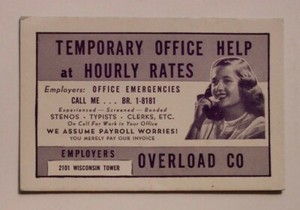 TEMPORARY OFFICE HELP
at HOURLY RATES
Employers: OFFICE EMERGENCIES
CALL ME ... BR. 1-8181
Experienced — Screened — Bonded
STENOS · TYPISTS · CLERKS, ETC.
On Call For Work in Your Office
WE ASSUME PAYROLL WORRIES!
YOU MERELY PAY OUR INVOICE
EMPLOYERS OVERLOAD CO
2101 WISCONSIN TOWER